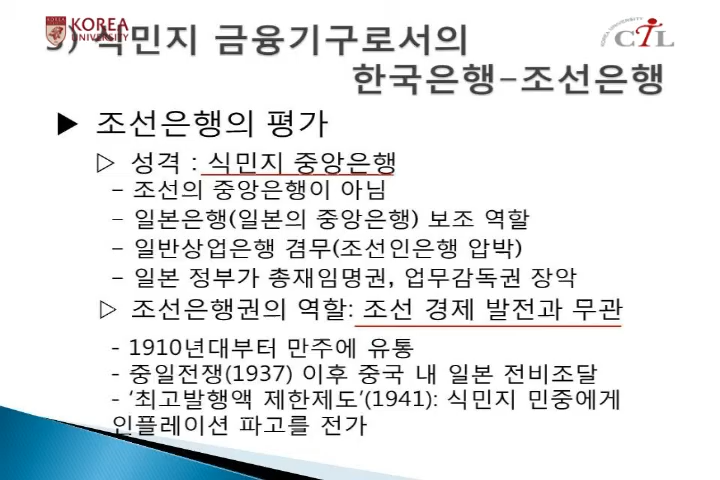 KOREA
UNIVERSITY
KOREA UNIVERSITY
CTL
3) 식민지 금융기구로서의
한국은행-조선은행
▶ 조선은행의 평가
▷ 성격 : 식민지 중앙은행
- 조선의 중앙은행이 아님
- 일본은행(일본의 중앙은행) 보조 역할
- 일반상업은행 겸무(조선인은행 압박)
- 일본 정부가 총재임명권, 업무감독권 장악
▷ 조선은행권의 역할: 조선 경제 발전과 무관
- 1910년대부터 만주에 유통
- 중일전쟁(1937) 이후 중국 내 일본 전비조달
- ‘최고발행액 제한제도’(1941): 식민지 민중에게
인플레이션 파고를 전가